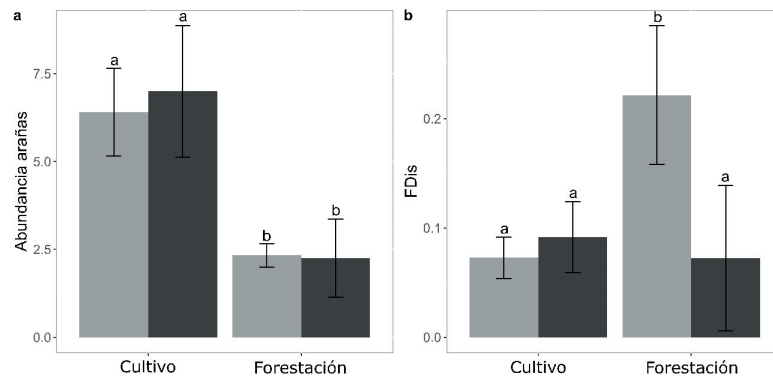 a
Abundancia arañas
7.5
5.0
2.5
0.0
a
a
b
b
Cultivo
Forestación
b
FDis
0.2
0.1
0.0
a
a
b
a
Cultivo
Forestación